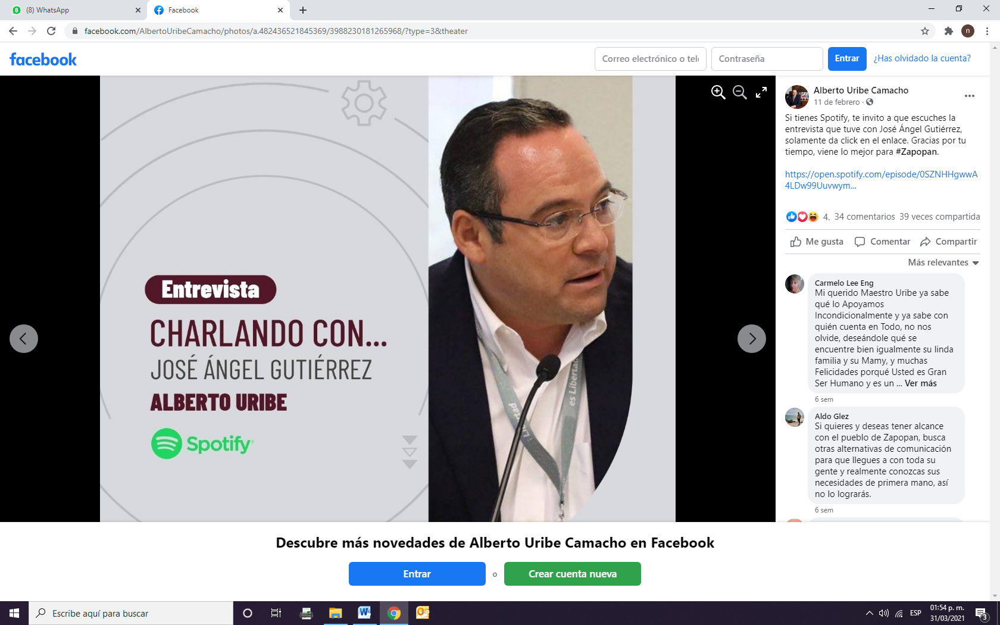 (8) WhatsApp
Facebook
facebook.com/AlbertoUribeCamacho/photos/a.482436521845369/3988230181265968/?type=3&theater
n
facebook
Correo electrónico o telé
Contraseña
Entrar
¿Has olvidado la cuenta?
Entrevista
CHARLANDO CON...
JOSÉ ÁNGEL GUTIÉRREZ
ALBERTO URIBE
Spotify
es Libertad
Alberto Uribe Camacho
11 de febrero ·
Si tienes Spotify, te invito a que escuches la
entrevista que tuve con José Ángel Gutiérrez,
solamente da click en el enlace. Gracias por tu
tiempo, viene lo mejor para #Zapopan.
https://open.spotify.com/episode/0SZNHHgwwA
4LDw99Uuvwym...
4. 34 comentarios 39 veces compartida
Me gusta Comentar Compartir
Más relevantes
Carmelo Lee Eng
Mi querido Maestro Uribe ya sabe
qué lo Apoyamos
Incondicionalmente y ya sabe con
quién cuenta en Todo, no nos
olvide, deseándole qué se
encuentre bien igualmente su linda
familia y su Mamy, y muchas
Felicidades porqué Usted es Gran
Ser Humano y es un ... Ver más
6 sem
Aldo Glez
Si quieres y deseas tener alcance
con el pueblo de Zapopan, busca
otras alternativas de comunicación
para que llegues a con toda su
gente y realmente conozcas sus
necesidades de primera mano, así
no lo lograrás.
6 sem
Descubre más novedades de Alberto Uribe Camacho en Facebook
Entrar o Crear cuenta nueva
Escribe aquí para buscar
ESP
01:54 p. m.
31/03/2021
3